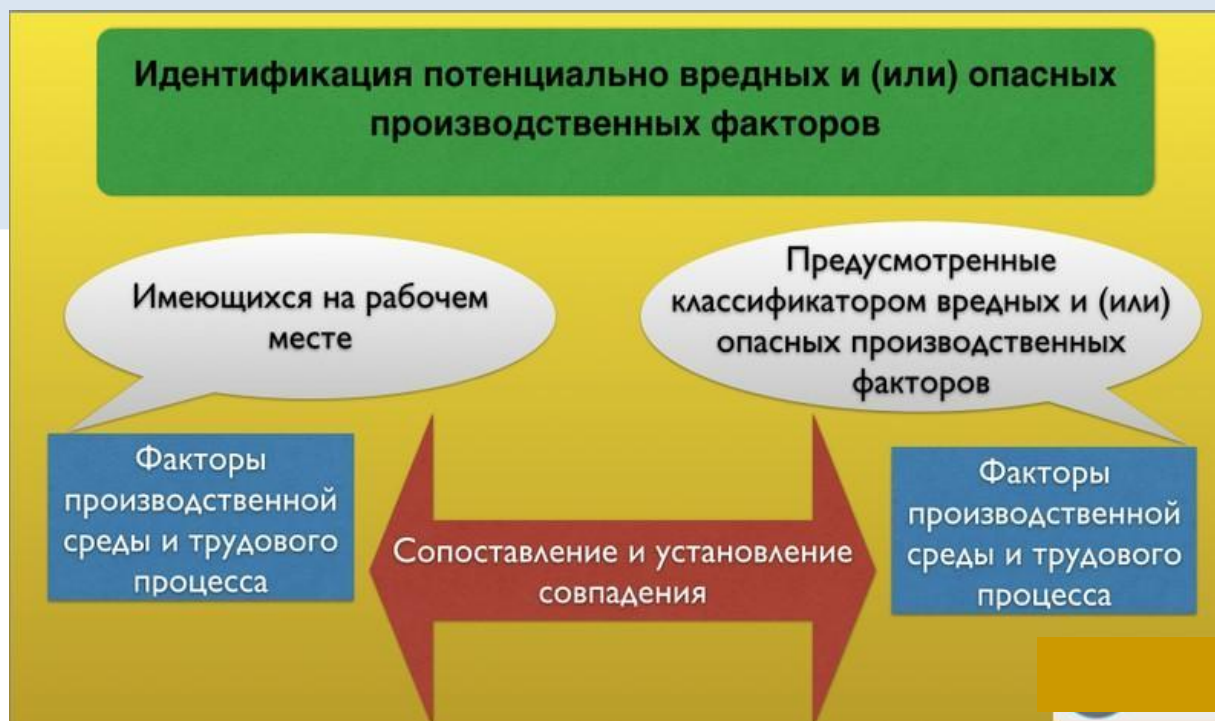 Идентификация потенциально вредных и (или) опасных
производственных факторов
Имеющихся на рабочем
месте
Предусмотренные
классификатором вредных и (или)
опасных производственных
факторов
Факторы
производственной
среды и трудового
процесса
Сопоставление и установление
совпадения
Факторы
производственной
среды и трудового
процесса